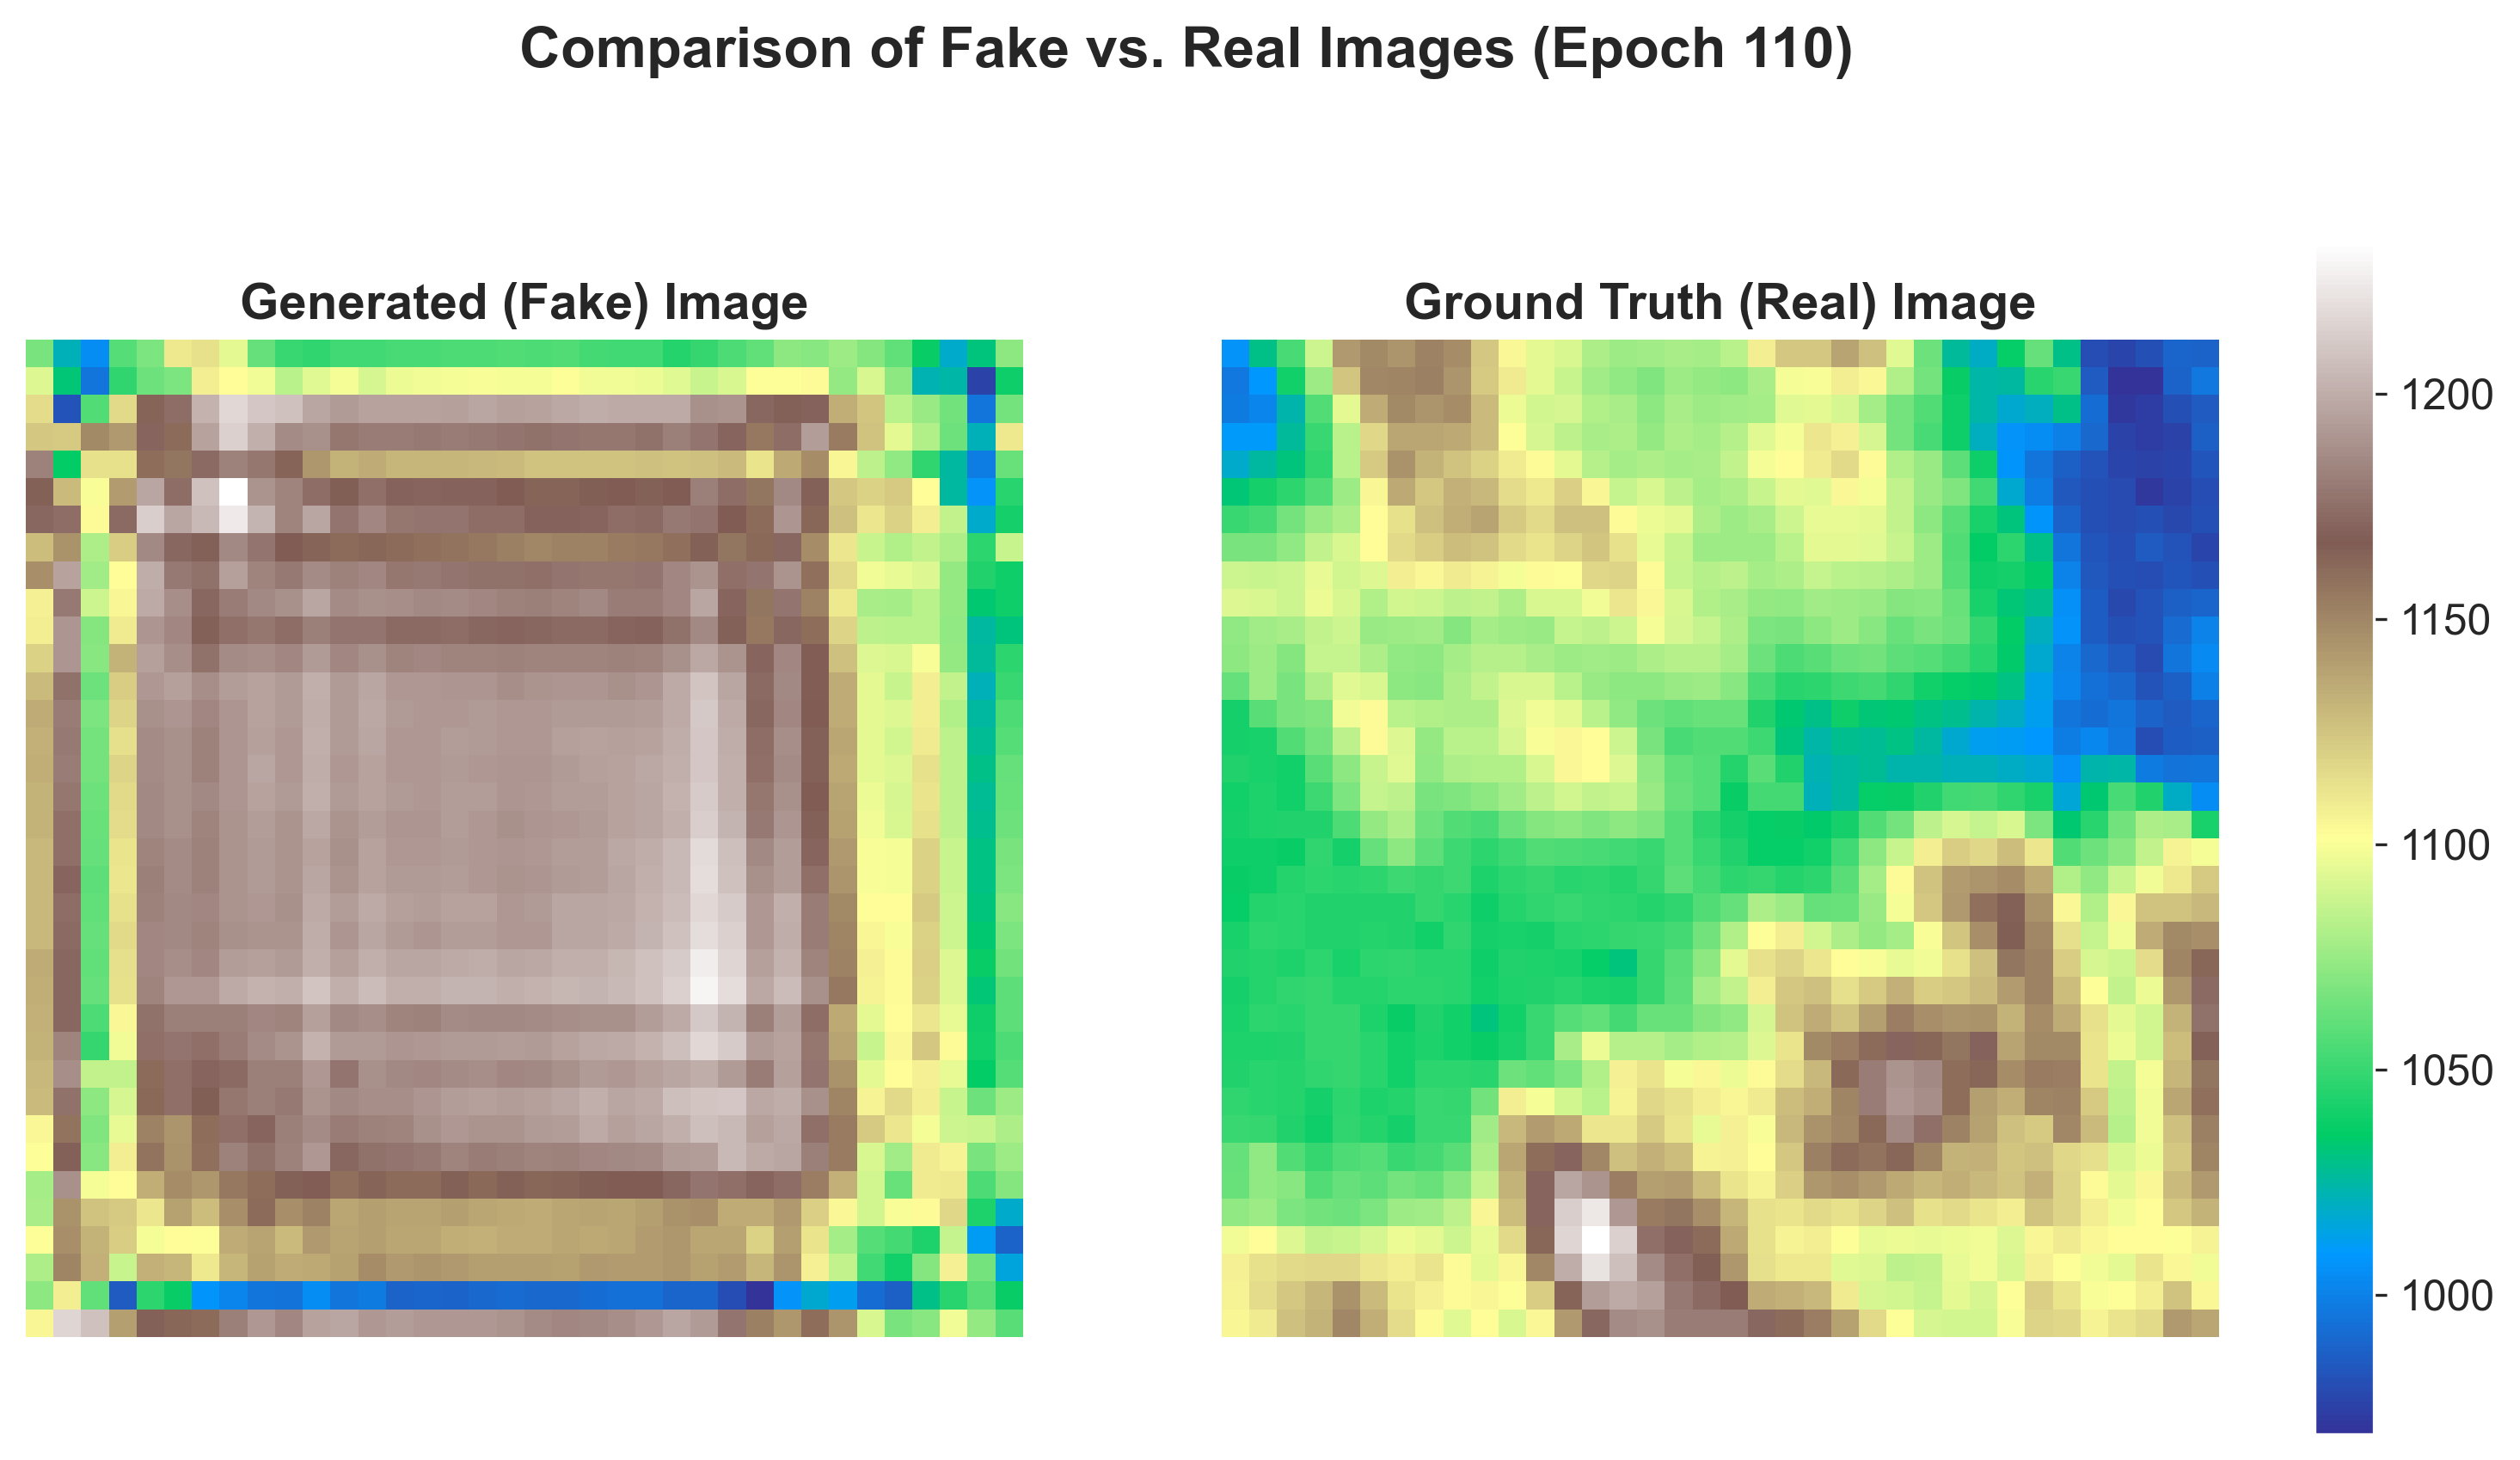 Comparison of Fake vs. Real Images (Epoch 110)
Generated (Fake) Image
Ground Truth (Real) Image
1200
1150
1100
1050
1000